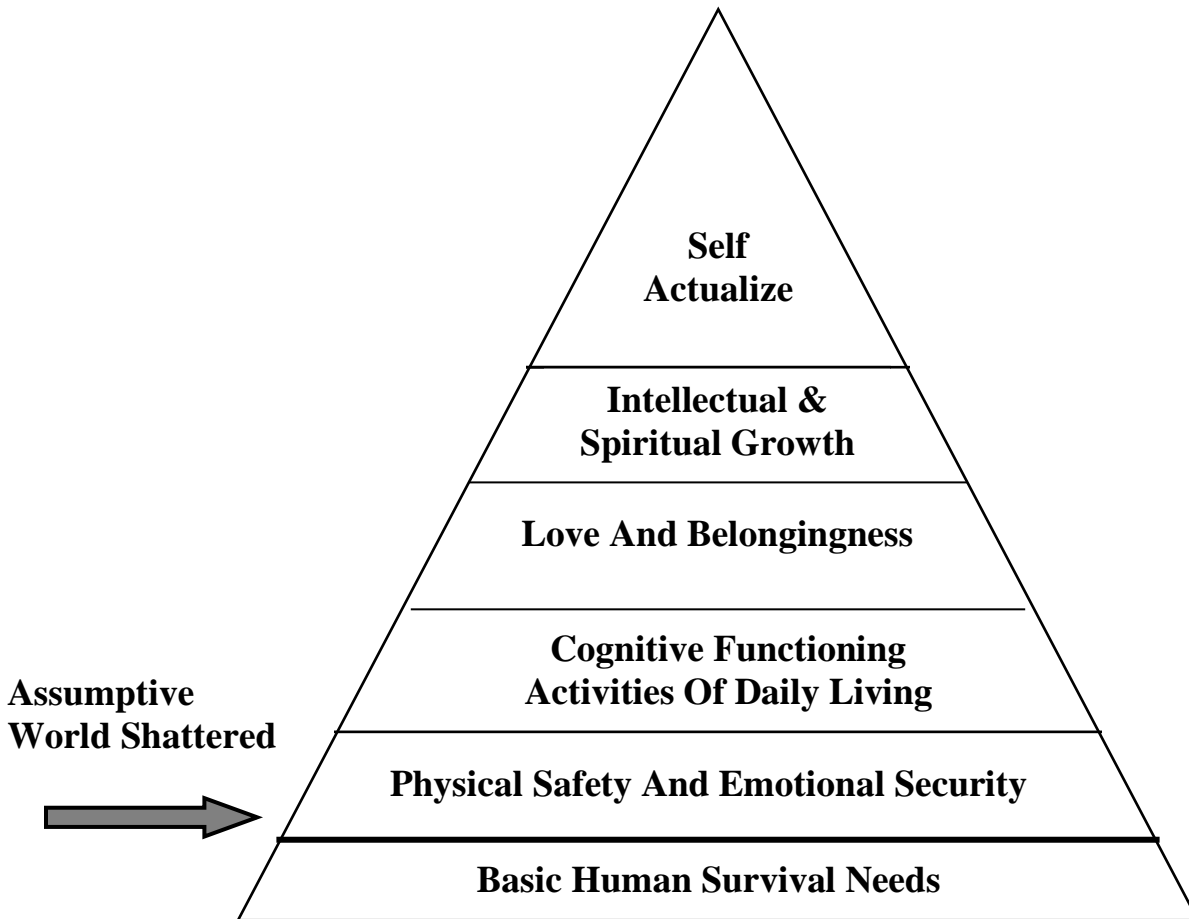 Self
Actualize
Intellectual &
Spiritual Growth
Love And Belongingness
Cognitive Functioning
Activities Of Daily Living
Assumptive
World Shattered
Physical Safety And Emotional Security
Basic Human Survival Needs